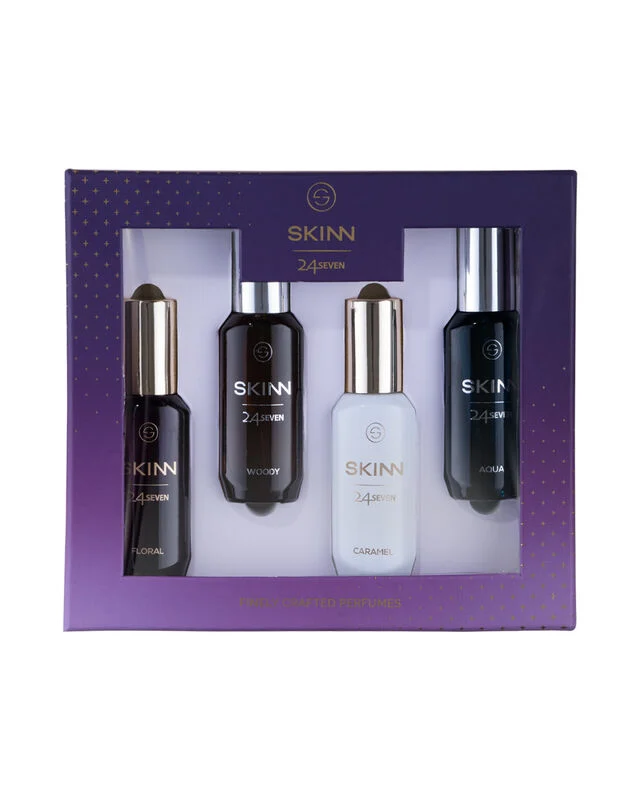 SKINN
24SEVEN
SKINN
24SEVEN
FLORAL
SKINN
24SEVEN
WOODY
SKINN
24SEVEN
CARAMEL
SKINN
24SEVEN
AQUA
FINELY CRAFTED PERFUMES